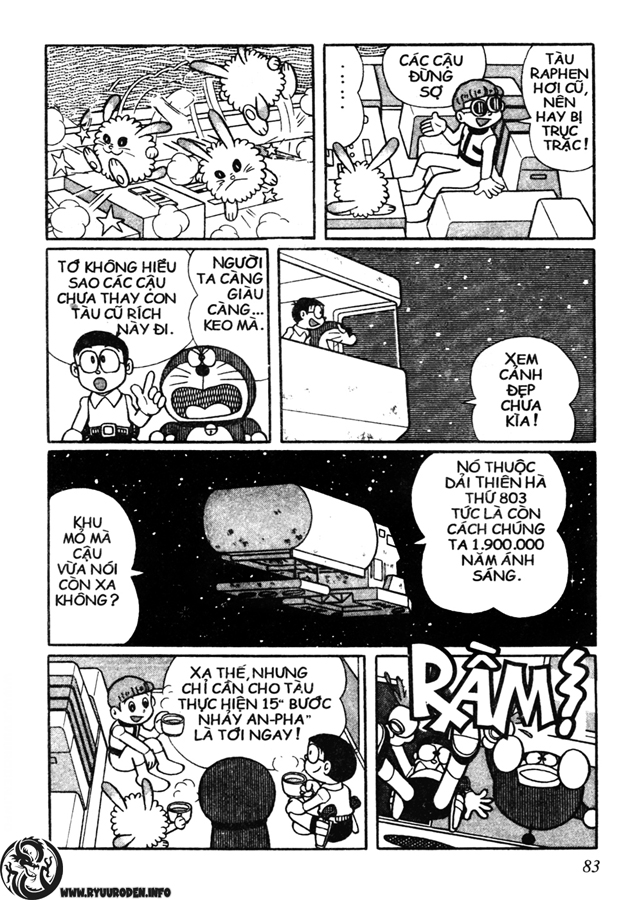 . . . . .
CÁC CẬU
ĐỪNG
SỢ
TÀU
RAPHEN
HƠI CŨ,
NÊN
HAY BỊ
TRỤC
TRẶC!
TỚ KHÔNG HIỂU
SAO CÁC CẬU
CHƯA THAY CON
TÀU CŨ RÍCH
NÀY ĐI.
NGƯỜI
TA CÀNG
GIÀU
CÀNG...
KEO MÀ.
XEM
CẢNH
ĐẸP
CHƯA
KÌA!
KHU
MỎ MÀ
CẬU
VỪA NÓI
CÒN XA
KHÔNG?
NÓ THUỘC
DẢI THIÊN HÀ
THỨ 803
TỨC LÀ CÒN
CÁCH CHÚNG
TA 1.900.000
NĂM ÁNH
SÁNG.
XA THẾ, NHƯNG
CHỈ CẦN CHO TÀU
THỰC HIỆN 15" BƯỚC
NHẢY AN-PHA"
LÀ TỚI NGAY!
RẦM!
83
WWW.RYUURODEN.INFO